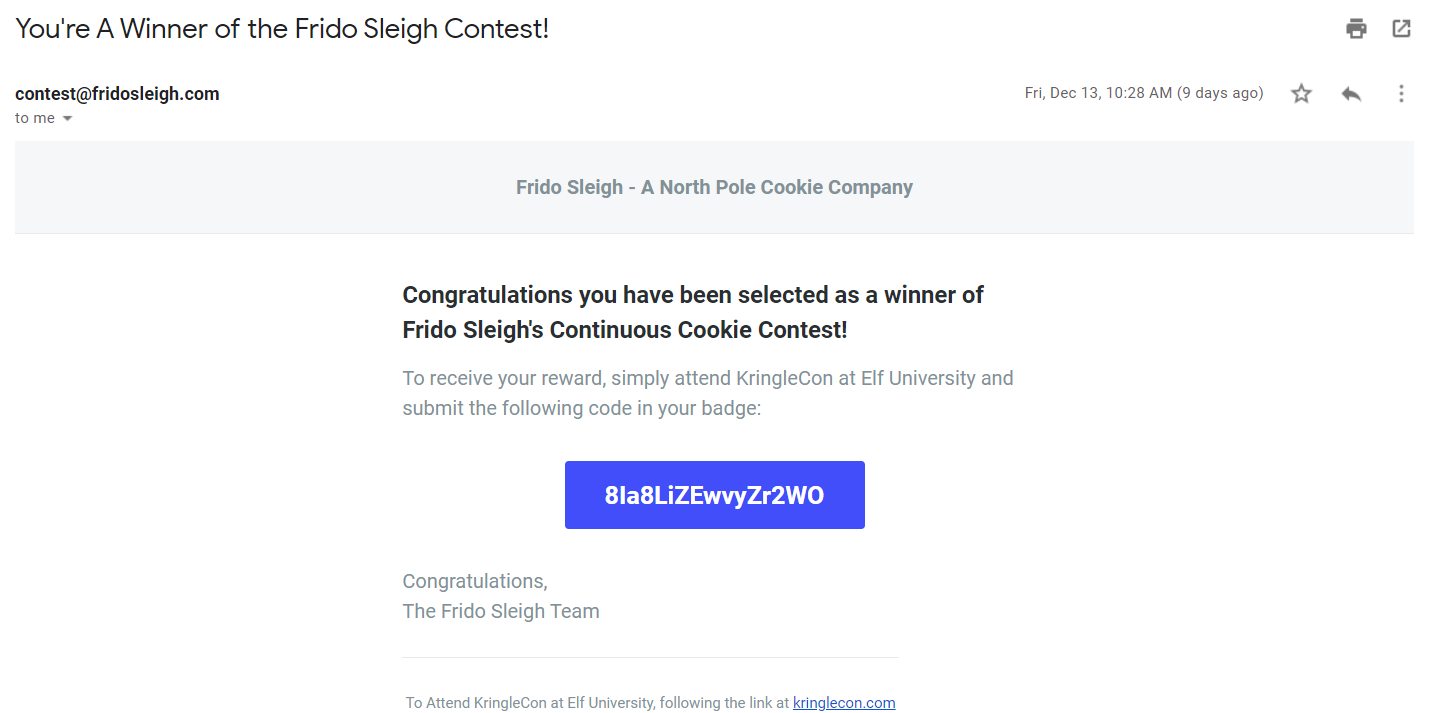 You're A Winner of the Frido Sleigh Contest!
contest@fridosleigh.com
Fri, Dec 13, 10:28 AM (9 days ago)
to me
Frido Sleigh - A North Pole Cookie Company
Congratulations you have been selected as a winner of
Frido Sleigh's Continuous Cookie Contest!
To receive your reward, simply attend KringleCon at Elf University and
submit the following code in your badge:
8Ia8LiZEwvyZr2WO
Congratulations,
The Frido Sleigh Team
To Attend KringleCon at Elf University, following the link at kringlecon.com